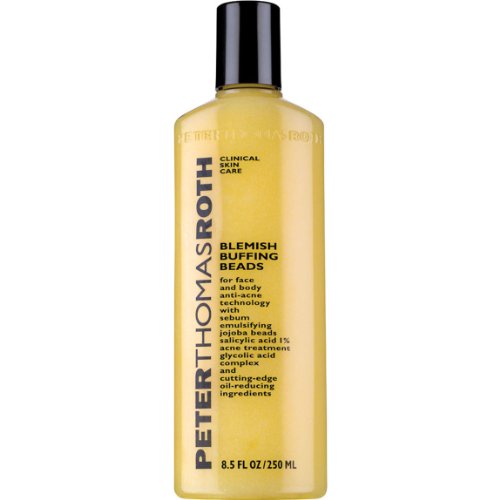 PETERTHOMASROTH
PETERTHOMASROTH
CLINICAL
SKIN
CARE
BLEMISH
BUFFING
BEADS
for face
and body
anti-acne
technology
with
sebum
emulsifying
jojoba beads
salicylic acid 1%
acne treatment
glycolic acid
complex
and
cutting-edge
oil-reducing
ingredients
8.5 FL OZ/250 ML